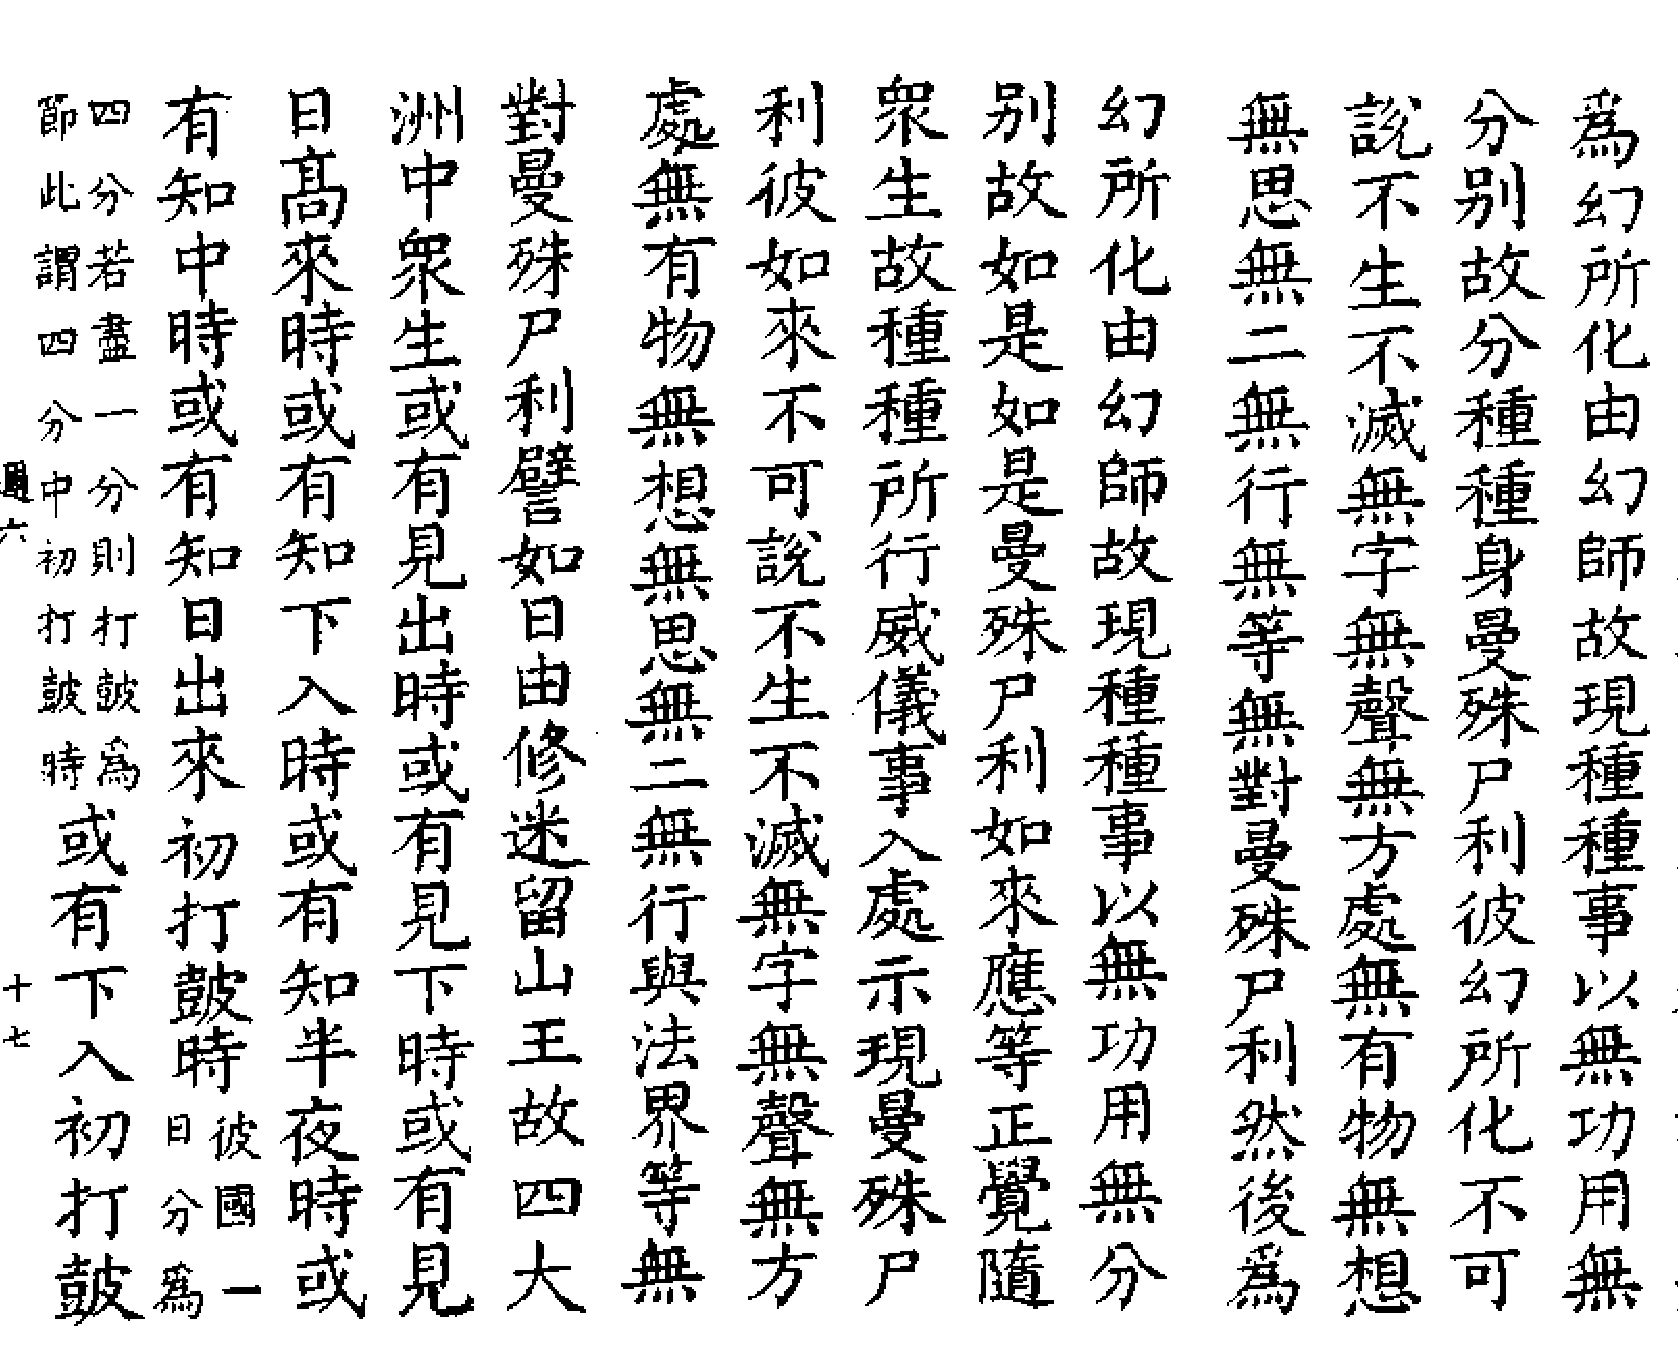 爲幻所化由幻師故現種種事以無功用無
分別故分種種身曼殊尸利彼幻所化不可
說不生不滅無字無聲無方處無有物無想
無思無二無行無等無對曼殊尸利然後爲
幻所化由幻師故現種種事以無功用無分
別故如是如是曼殊尸利如來應等正覺隨
衆生故種種所行威儀事入處示現曼殊尸
利彼如來不可說不生不滅無字無聲無方
處無有物無想無思無二無行與法界等無
對曼殊尸利譬如日由修迷留山王故四大
洲中衆生或有見出時或有見下時或有見
日髙來時或有知下入時或有知半夜時或
有知中時或有知日出來初打皷時
彼國一
日分爲
四分若盡一分則打皷爲
節此謂四分中初打皷時
或有下入初打皷
六
十七